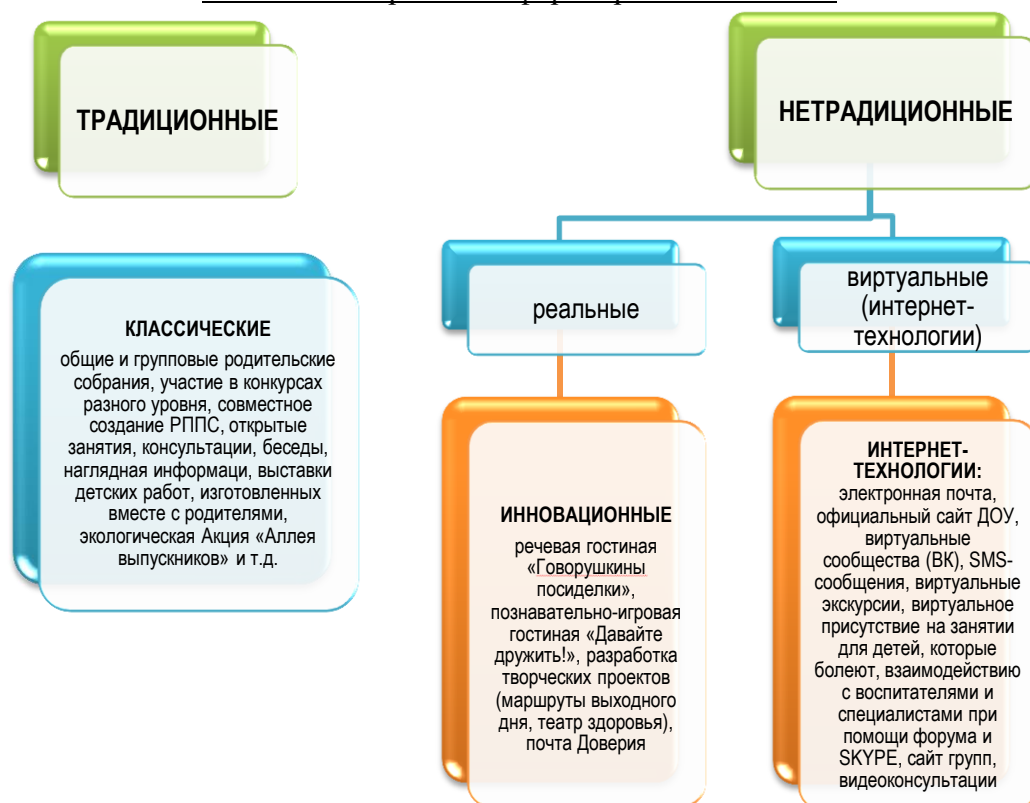 ТРАДИЦИОННЫЕ
НЕТРАДИЦИОННЫЕ
КЛАССИЧЕСКИЕ
общие и групповые родительские
собрания, участие в конкурсах
разного уровня, совместное
создание РППС, открытые
занятия, консультации, беседы,
наглядная информаци, выставки
детских работ, изготовленных
вместе с родителями,
экологическая Акция «Аллея
выпускников» и т.д.
реальные
виртуальные
(интернет-
технологии)
ИННОВАЦИОННЫЕ
речевая гостиная
«Говорушкины
посиделки»,
познавательно-игровая
гостиная «Давайте
дружить!», разработка
творческих проектов
(маршруты выходного
дня, театр здоровья),
почта Доверия
ИНТЕРНЕТ-
ТЕХНОЛОГИИ:
электронная почта,
официальный сайт ДОУ,
виртуальные
сообщества (ВК), SMS-
сообщения, виртуальные
экскурсии, виртуальное
присутствие на занятии
для детей, которые
болеют, взаимодействию
с воспитателями и
специалистами при
помощи форума и
SKYPE, сайт групп,
видеоконсультации